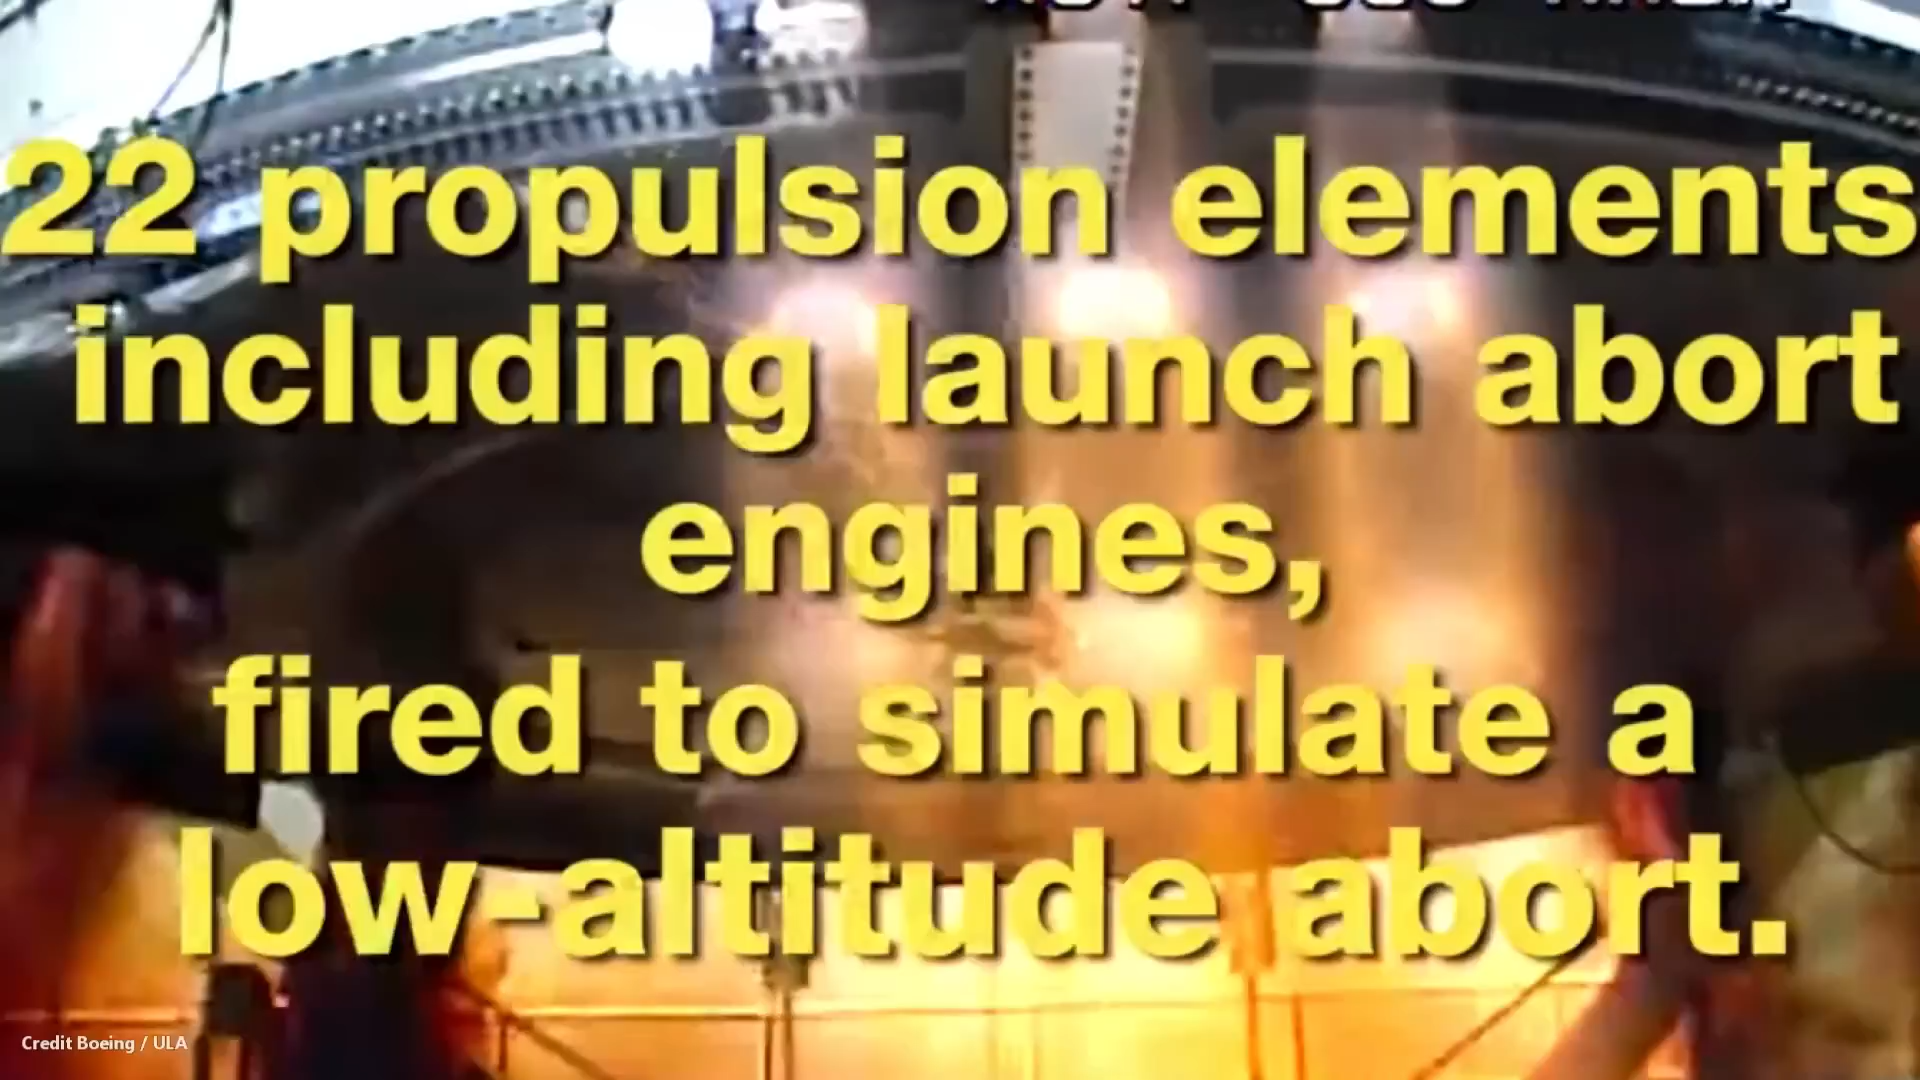 22 propulsion elements
including launch abort
engines,
fired to simulate a
low-altitude abort.
Credit Boeing / ULA